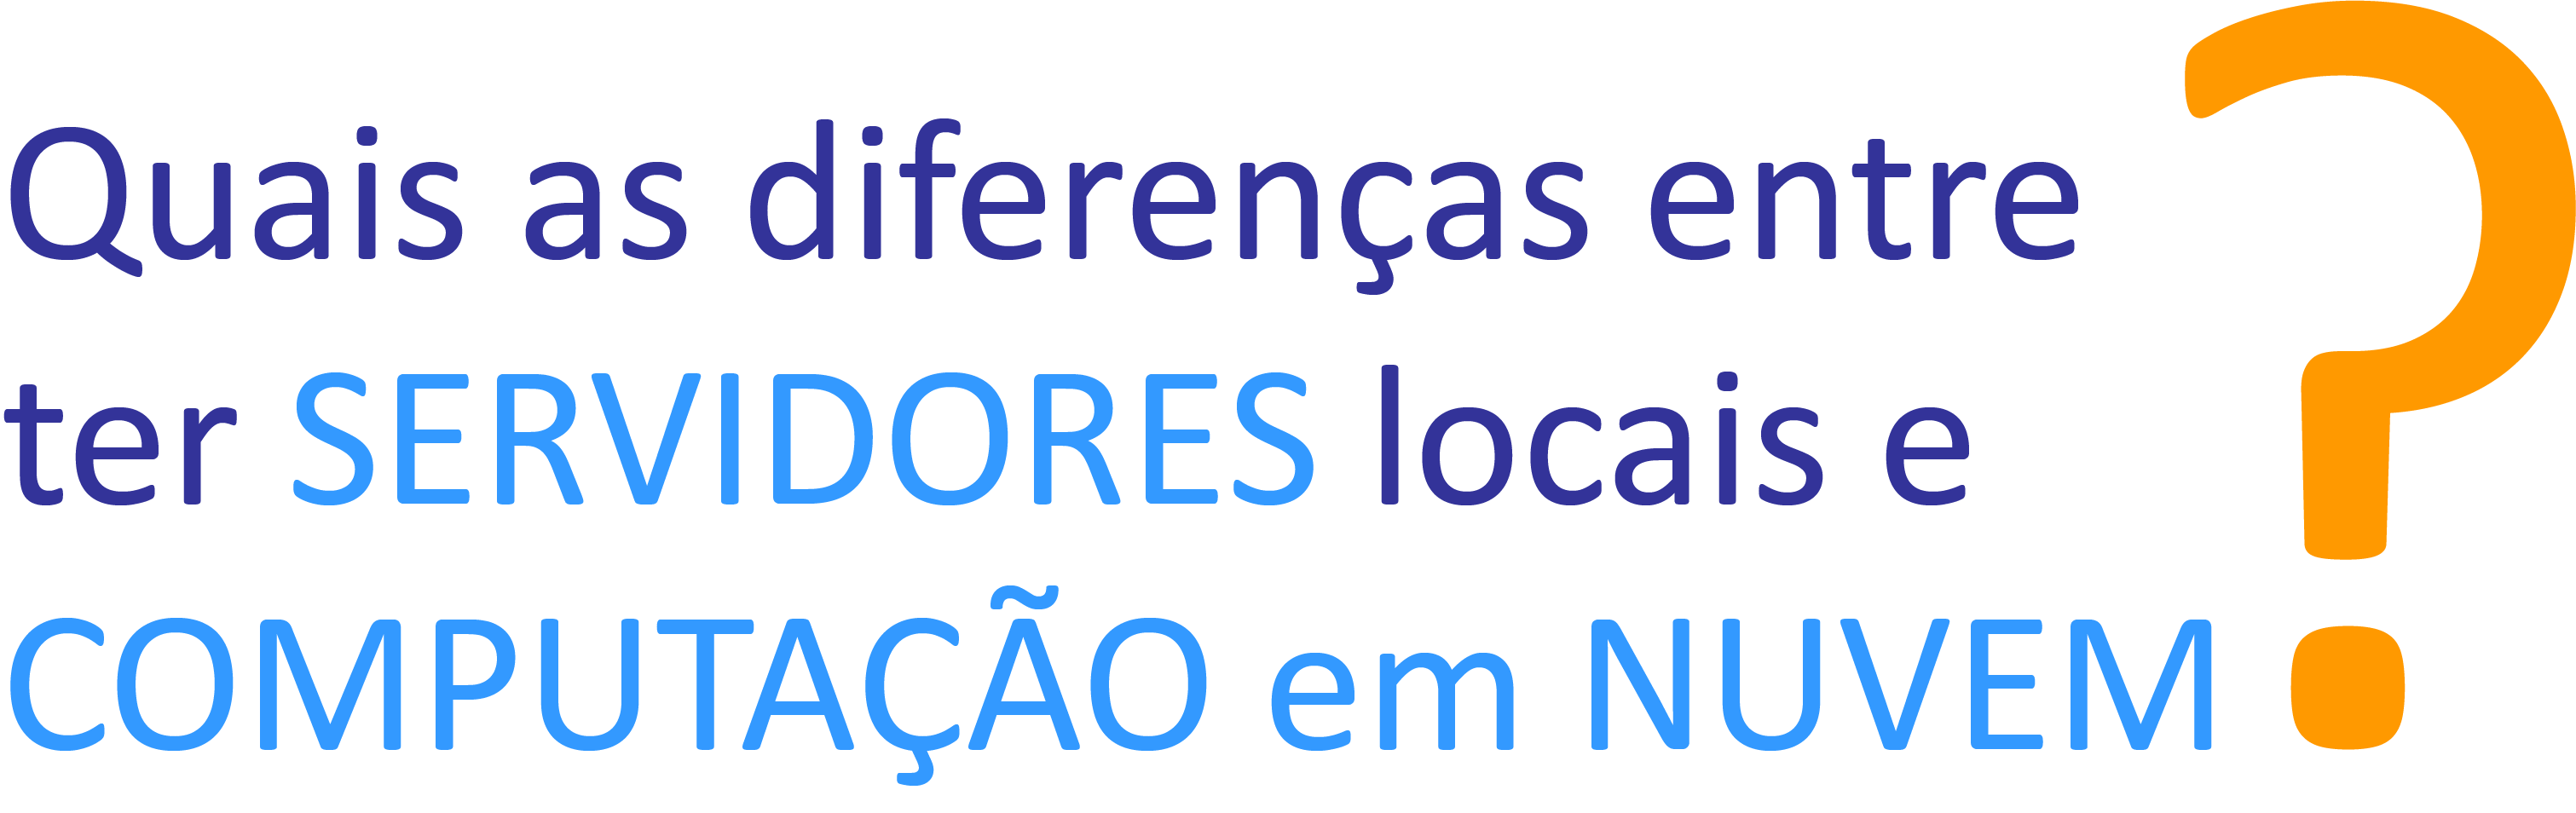 Quais as diferenças entre
ter SERVIDORES locais e
COMPUTAÇÃO em NUVEM?